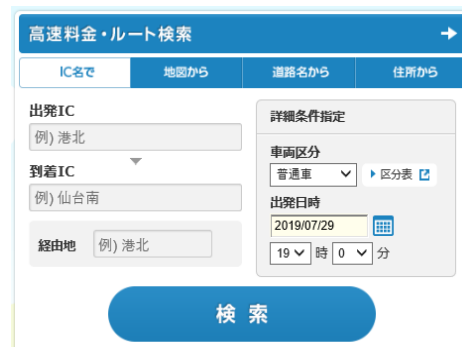 高速料金・ルート検索
IC名で
地図から
道路名から
住所から
出発IC
例) 港北
到着IC
例) 仙台南
経由地
例) 港北
詳細条件指定
車両区分
普通車
区分表
出発日時
2019/07/29
19 時 0 分
検索